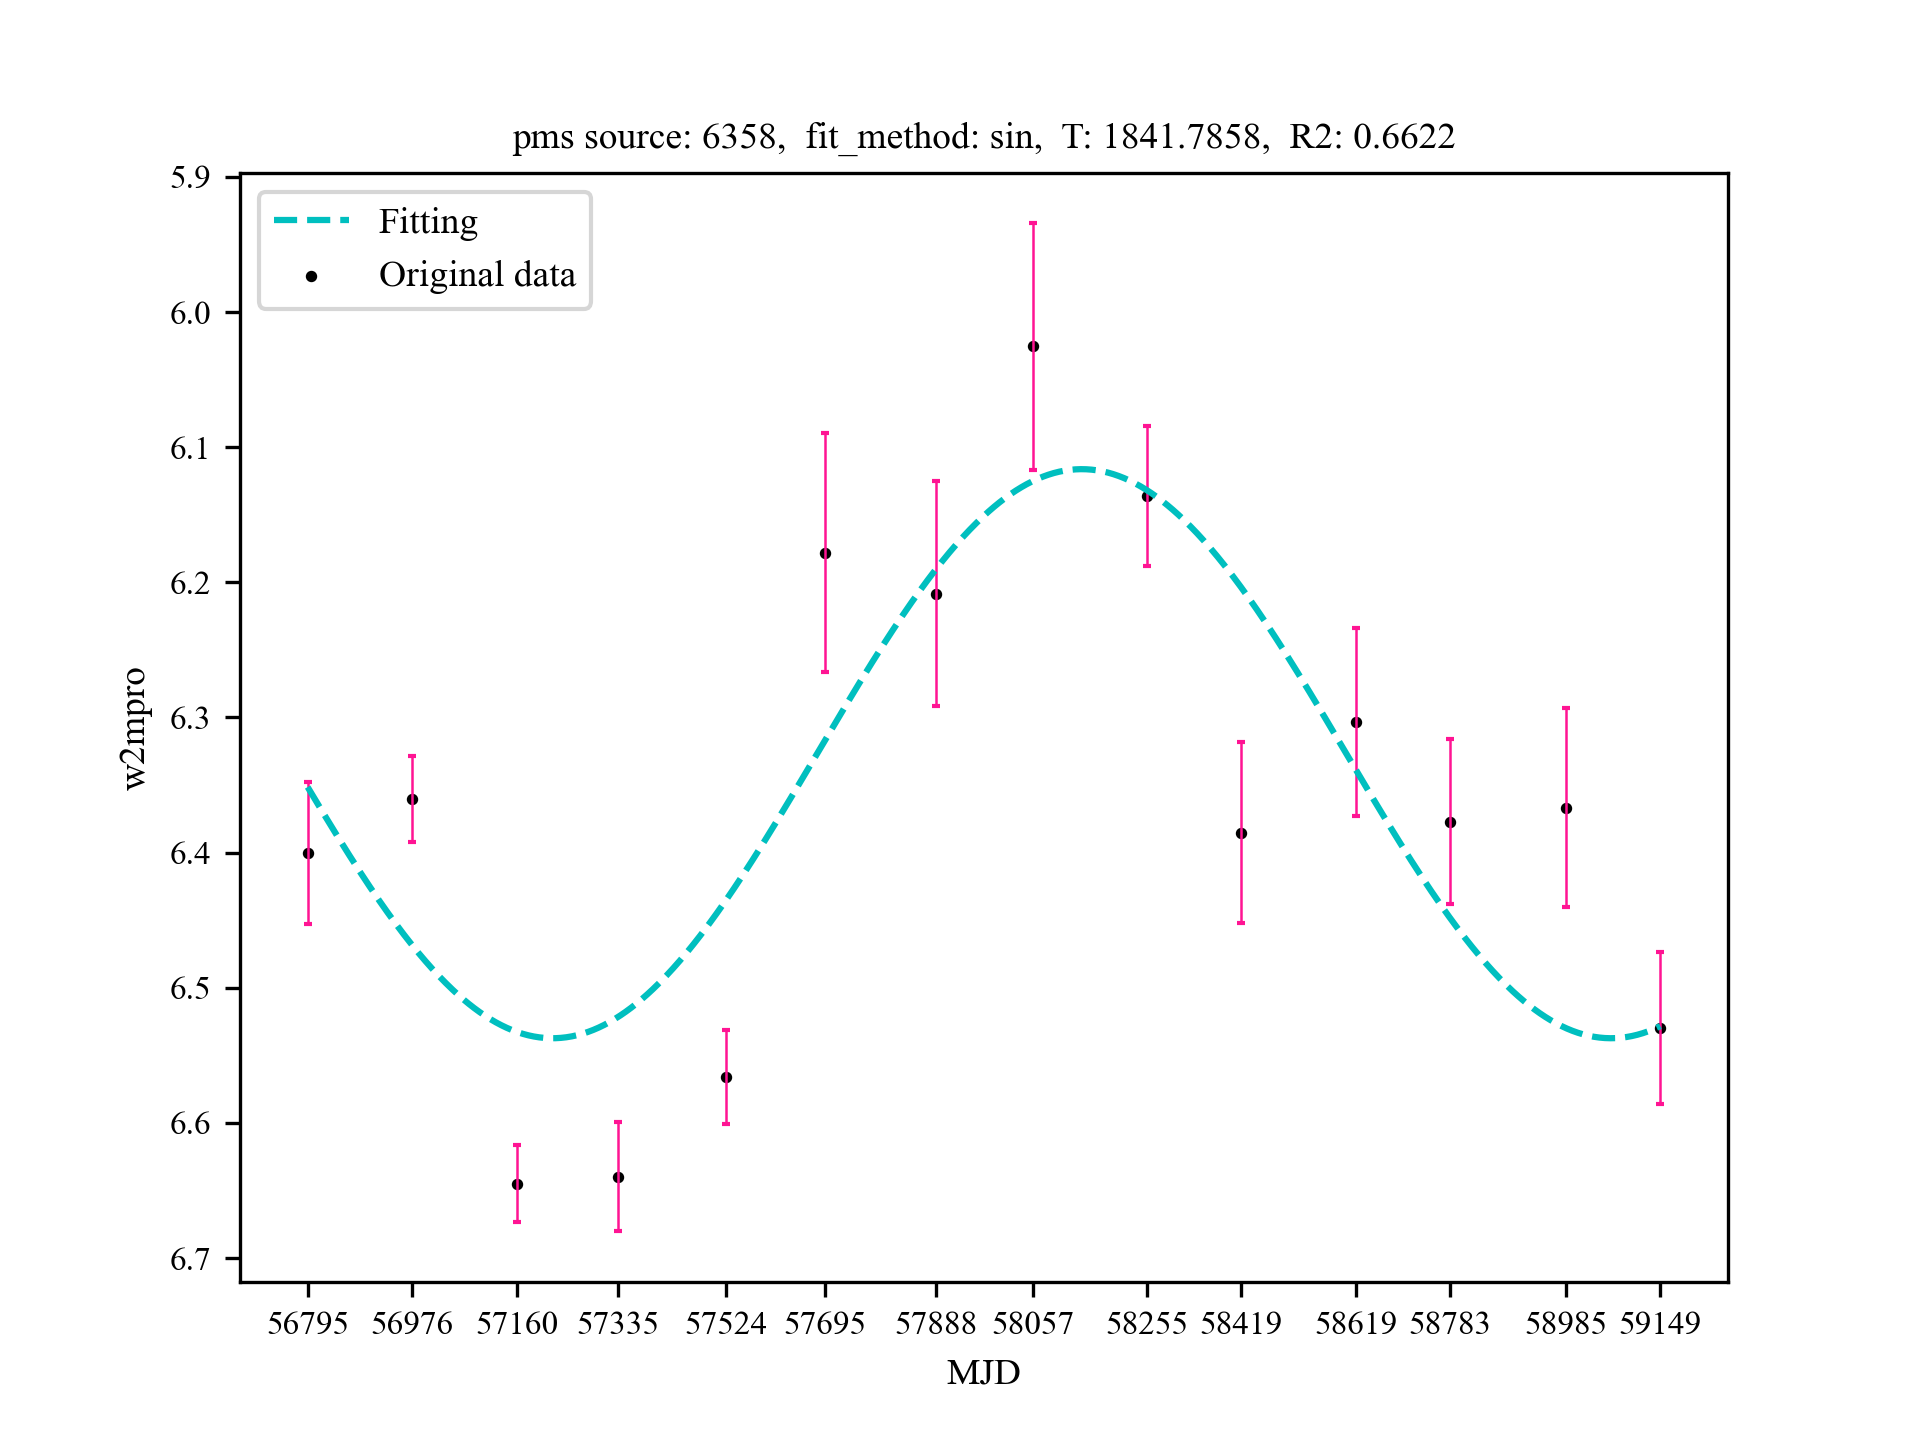 pms source: 6358,  fit_method: sin,  T: 1841.7858,  R2: 0.6622
5.9
6.0
6.1
6.2
6.3
6.4
6.5
6.6
6.7
w2mpro
Fitting
Original data
56795 56976 57160 57335 57524 57695 57888 58057 58255 58419 58619 58783 58985 59149
MJD